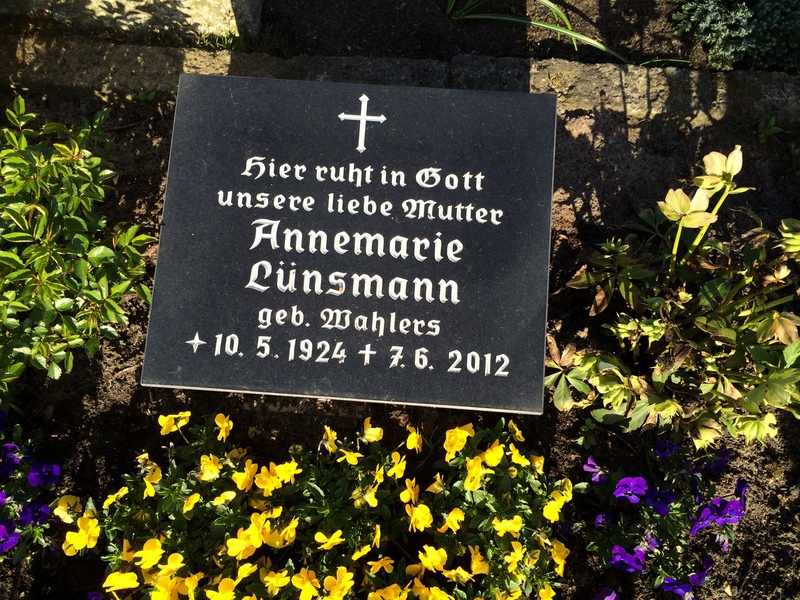 Hier ruht in Gott
unsere liebe Mutter
Annemarie
Lünsmann
geb. Wahlers
✦ 10. 5. 1924 ✝ 7. 6. 2012